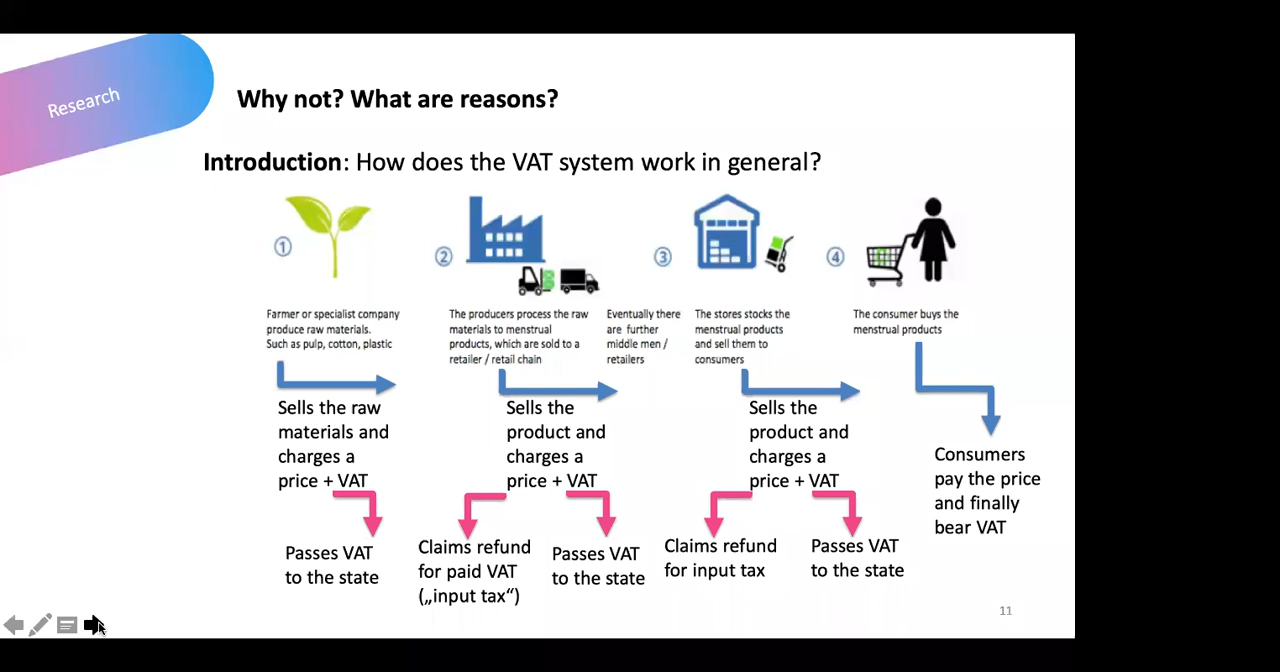 Research
Why not? What are reasons?
Introduction: How does the VAT system work in general?
1
Farmer or specialist company
produce raw materials.
Such as pulp, cotton, plastic
2
The producers process the raw
materials to menstrual
products, which are sold to a
retailer / retail chain
Eventually there
are further
middle men /
retailers
3
The stores stocks the
menstrual products
and sell them to
consumers
4
The consumer buys the
menstrual products
Sells the raw
materials and
charges a
price + VAT
Sells the
product and
charges a
price + VAT
Sells the
product and
charges a
price + VAT
Consumers
pay the price
and finally
bear VAT
Passes VAT
to the state
Claims refund
for paid VAT
(„input tax“)
Passes VAT
to the state
Claims refund
for input tax
Passes VAT
to the state
11